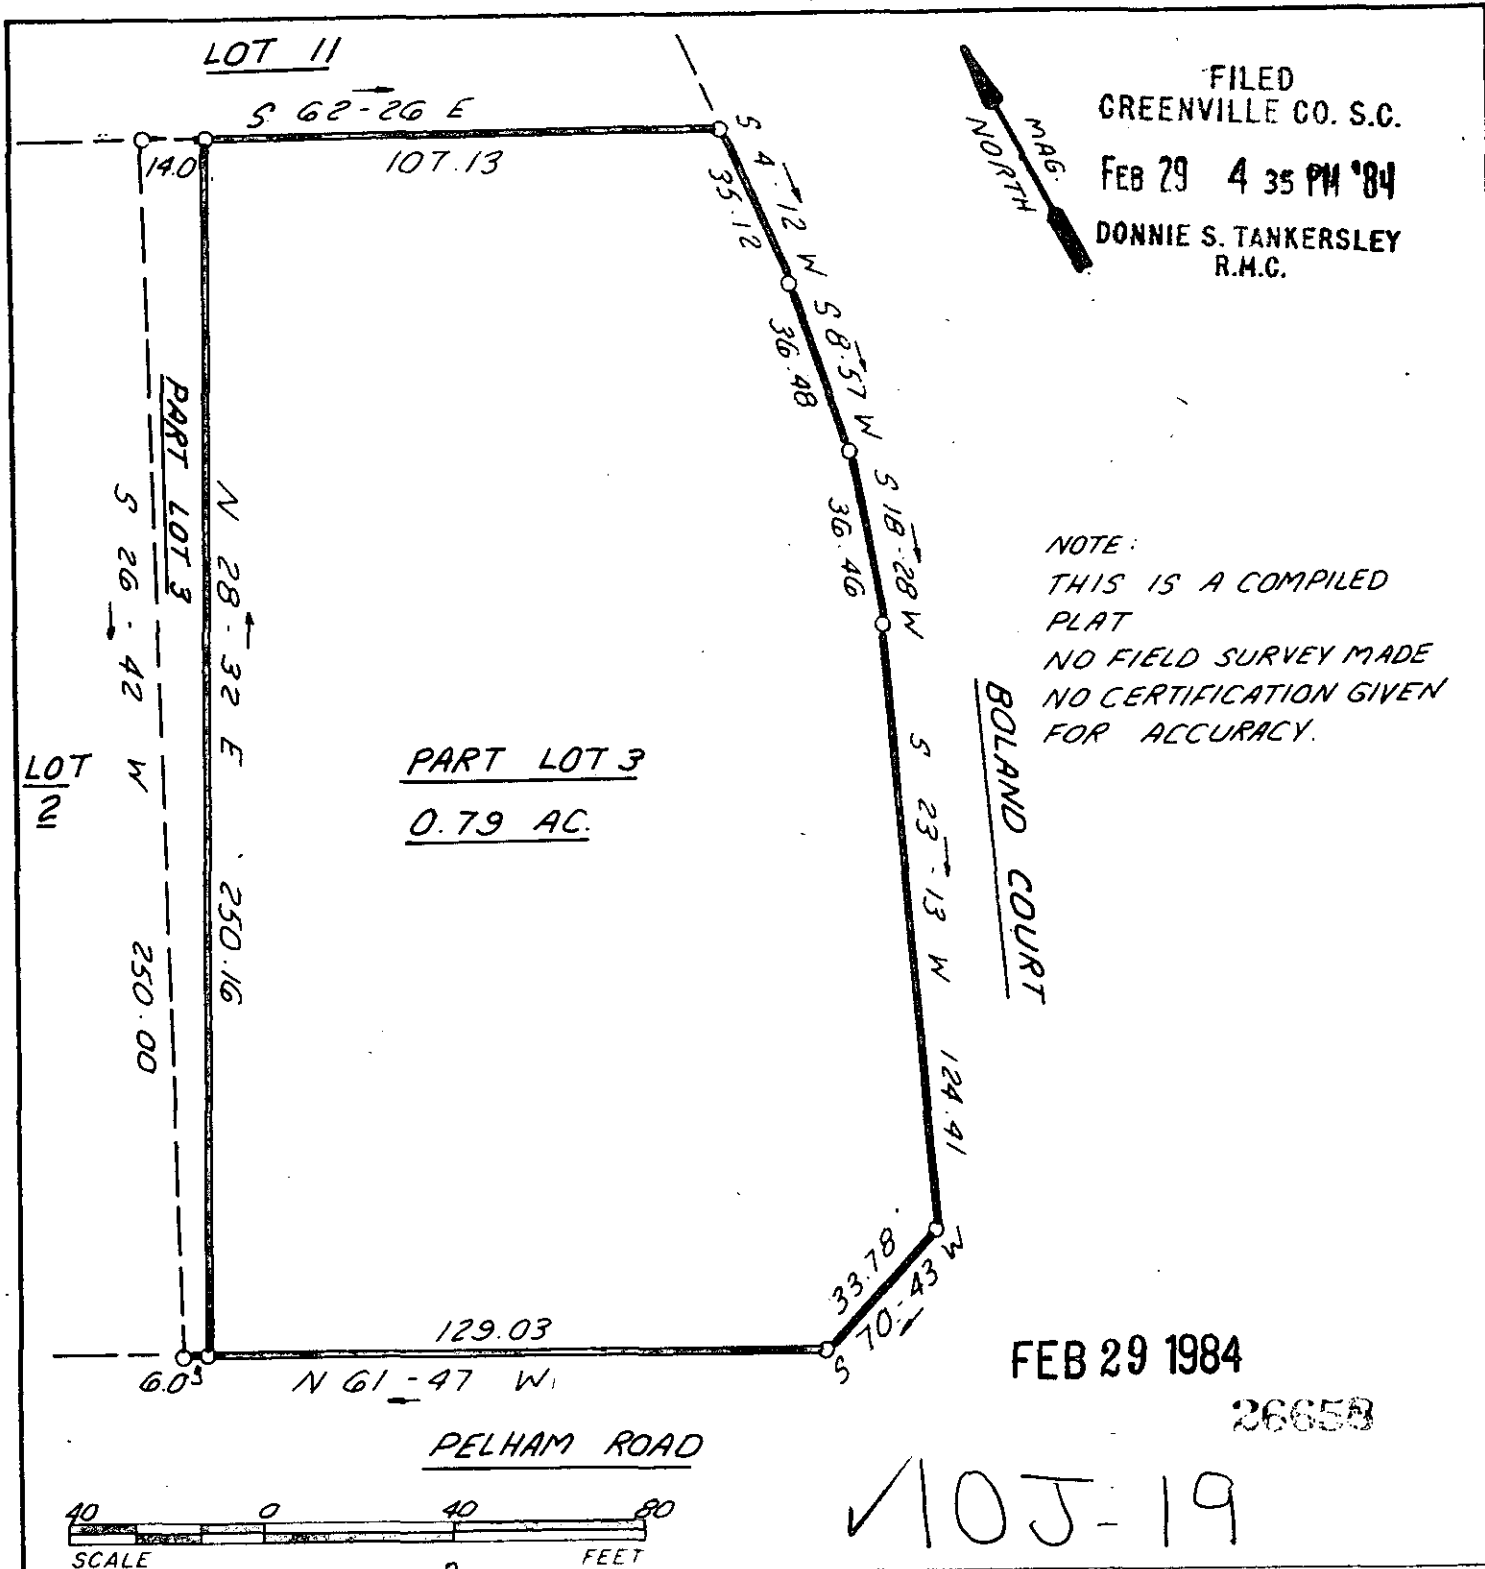 LOT 11
S 62-26 E
107.13
14.0
S 4-12 W
35.12
S 8-57 W
36.48
S 18-28 W
36.46
S 23-13 W 124.41
BOLAND COURT
MAG.
NORTH
FILED
GREENVILLE CO. S.C.
FEB 29 4 35 PM '84
DONNIE S. TANKERSLEY
R.M.C.
NOTE:
THIS IS A COMPILED
PLAT
NO FIELD SURVEY MADE
NO CERTIFICATION GIVEN
FOR ACCURACY.
PART LOT 3
S 26-42 W 250.00
N 28-32 E 250.16
LOT
2
PART LOT 3
0.79 AC.
33.78
S 70-43 W
129.03
6.03
N 61-47 W
PELHAM ROAD
FEB 29 1984
26658
10J-19
40 0 40 80
SCALE FEET